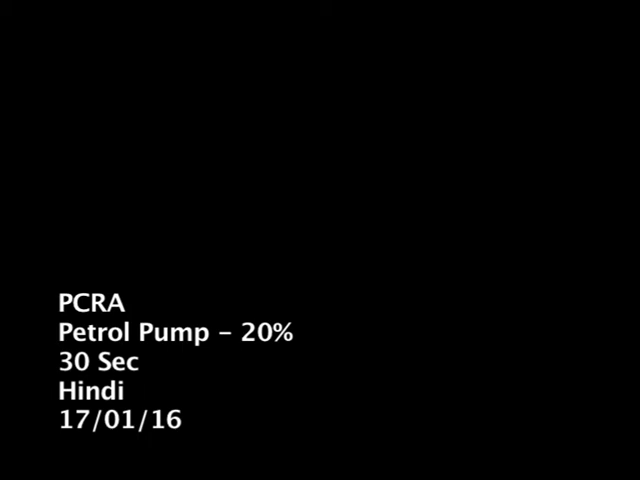 PCRA
Petrol Pump – 20%
30 Sec
Hindi
17/01/16